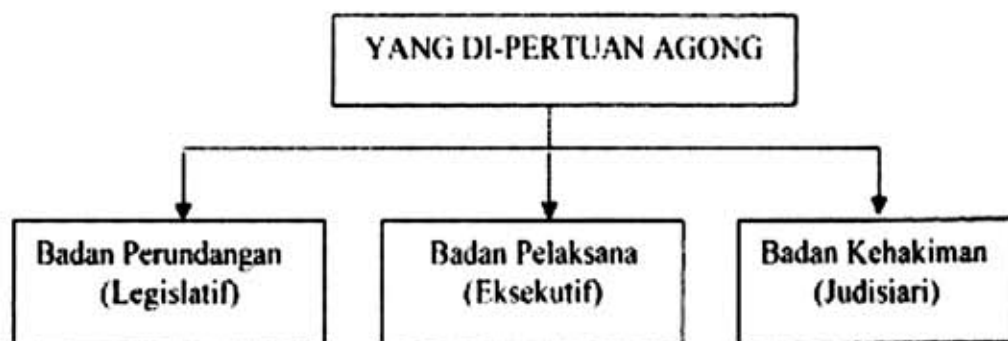 YANG DI-PERTUAN AGONG
Badan Perundangan
(Legislatif)
Badan Pelaksana
(Eksekutif)
Badan Kehakiman
(Judisiari)